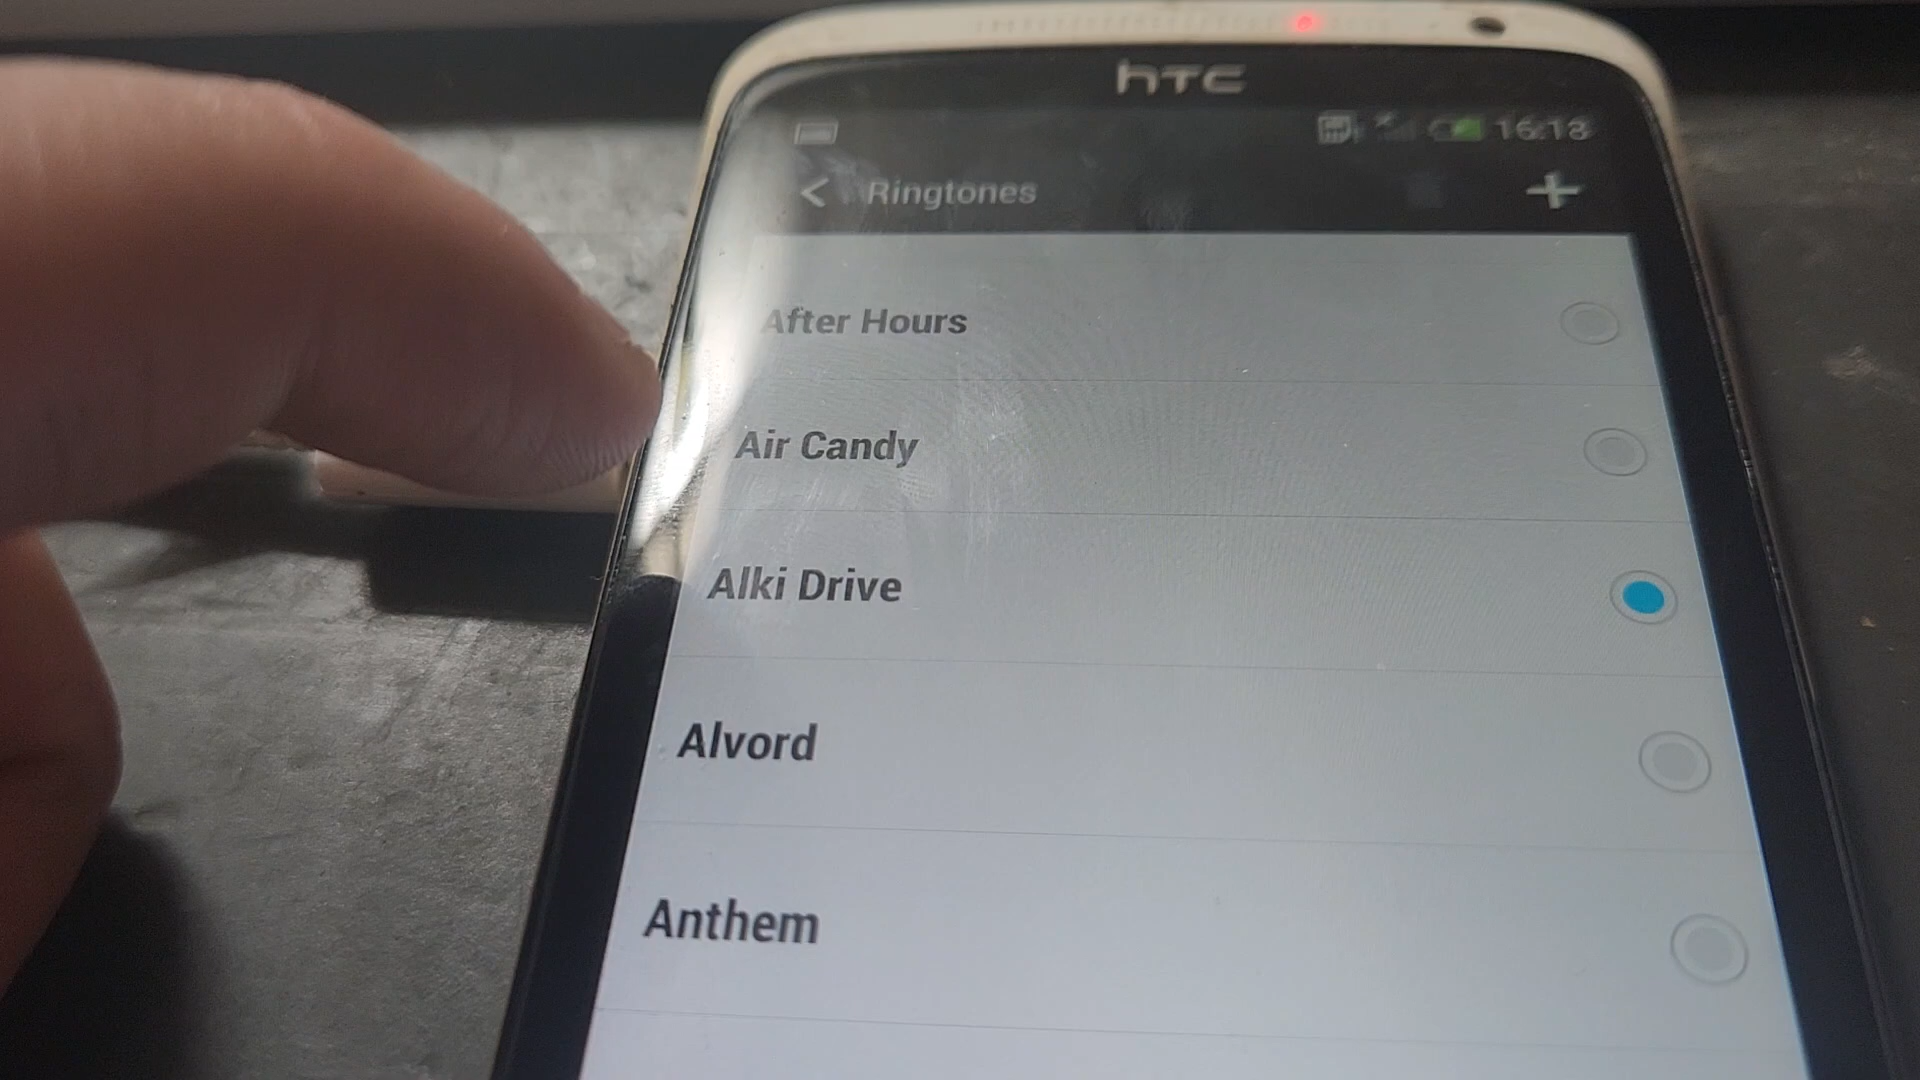 hTC
16:18
Ringtones
After Hours
Air Candy
Alki Drive
Alvord
Anthem